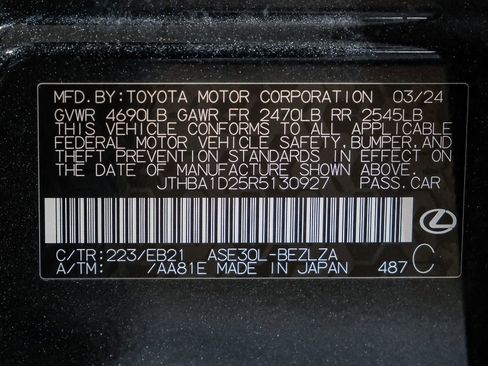 MFD.BY:TOYOTA MOTOR CORPORATION 03/24
GVWR 4690LB GAWR FR 2470LB RR 2545LB
THIS VEHICLE CONFORMS TO ALL APPLICABLE
FEDERAL MOTOR VEHICLE SAFETY, BUMPER, AND
THEFT PREVENTION STANDARDS IN EFFECT ON
THE DATE OF MANUFACTURE SHOWN ABOVE.
JTHBA1D25R5130927 PASS.CAR
C/TR:223/EB21 ASE30L-BEZLZA
A/TM: /AA81E MADE IN JAPAN 487 C